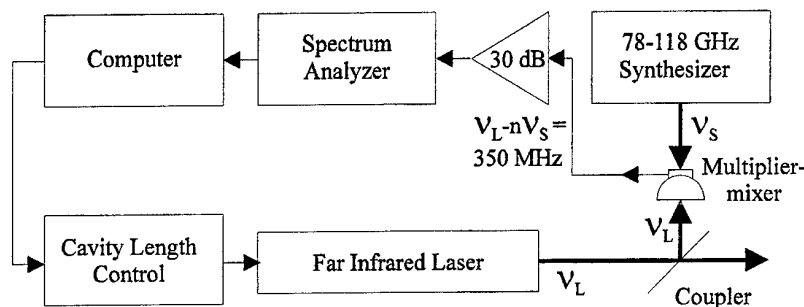 Computer
Spectrum
Analyzer
30 dB
78-118 GHz
Synthesizer
νL-nνS=
350 MHz
νS
Multiplier-
mixer
νL
Cavity Length
Control
Far Infrared Laser
νL
Coupler